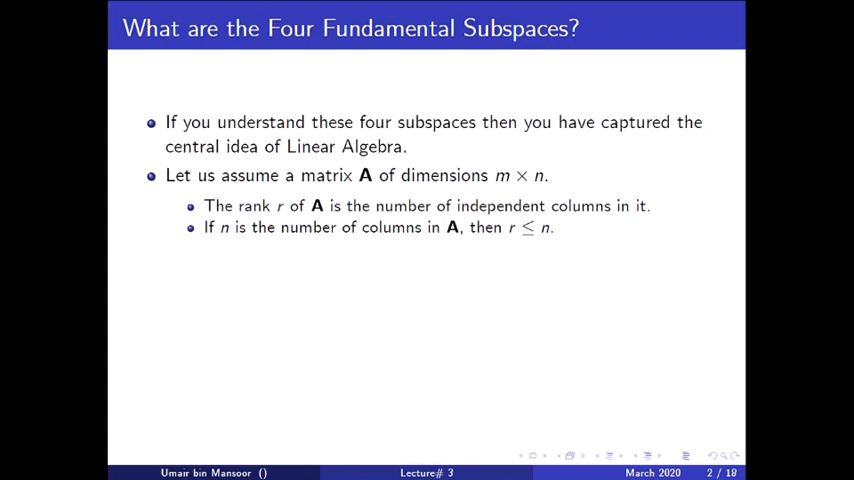 What are the Four Fundamental Subspaces?
If you understand these four subspaces then you have captured the
central idea of Linear Algebra.
Let us assume a matrix A of dimensions m × n.
The rank r of A is the number of independent columns in it.
If n is the number of columns in A, then r ≤ n.
Umair bin Mansoor () Lecture# 3 March 2020 2 / 18